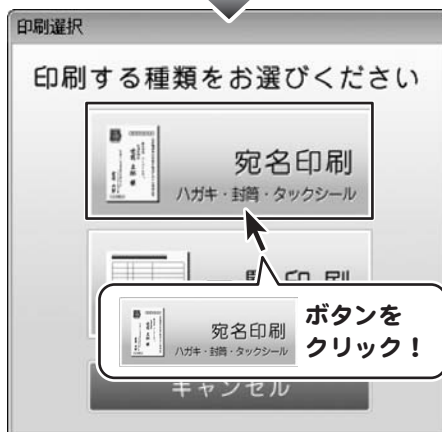 印刷選択
印刷する種類をお選びください
宛名印刷
ハガキ・封筒・タックシール
宛名印刷
ハガキ・封筒・タックシール
ボタンを
クリック！
キャンセル